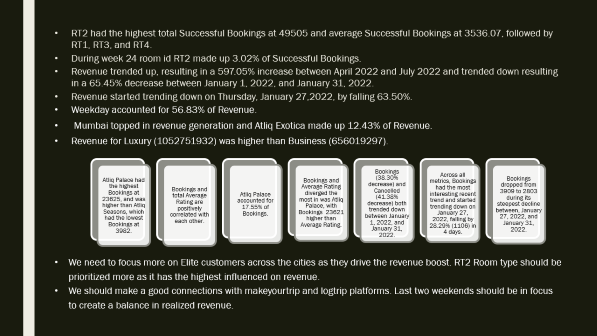 • RT2 had the highest total Successful Bookings at 49505 and average Successful Bookings at 3536.07, followed by
RT1, RT3, and RT4.
• During week 24 room id RT2 made up 3.02% of Successful Bookings.
• Revenue trended up, resulting in a 597.05% increase between April 2022 and July 2022 and trended down resulting
in a 65.45% decrease between January 1, 2022, and January 31, 2022.
• Revenue started trending down on Thursday, January 27,2022, by falling 63.50%.
• Weekday accounted for 56.83% of Revenue.
• Mumbai topped in revenue generation and Atliq Exotica made up 12.43% of Revenue.
• Revenue for Luxury (1052751932) was higher than Business (656019297).
Atliq Palace had
the highest
Bookings at
23625, and was
higher than Atliq
Seasons, which
had the lowest
Bookings at
3982.
Bookings and
total Average
Rating are
positively
correlated with
each other.
Atliq Palace
accounted for
17.55% of
Bookings.
Bookings and
Average Rating
diverged the
most in was Atliq
Palace, with
Bookings 23621
higher than
Average Rating.
Bookings
(38.30%
decrease) and
Cancelled
(41.38%
decrease) both
trended down
between January
1, 2022, and
January 31,
2022.
Across all
metrics, Bookings
had the most
interesting recent
trend and started
trending down on
January 27,
2022, falling by
28.29% (1106) in
4 days.
Bookings
dropped from
3909 to 2803
during its
steepest decline
between, January
27, 2022, and
January 31,
2022.
• We need to focus more on Elite customers across the cities as they drive the revenue boost. RT2 Room type should be
prioritized more as it has the highest influenced on revenue.
• We should make a good connections with makeyourtrip and logtrip platforms. Last two weekends should be in focus
to create a balance in realized revenue.